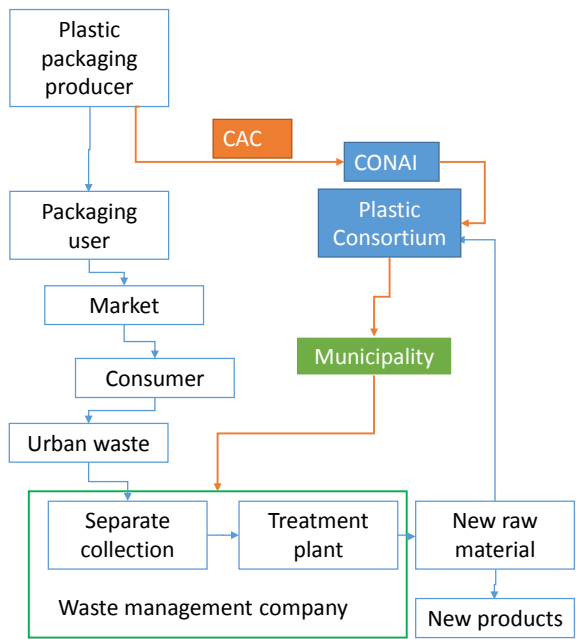 Plastic
packaging
producer
CAC
CONAI
Plastic
Consortium
Packaging
user
Market
Municipality
Consumer
Urban waste
Separate
collection
Treatment
plant
New raw
material
Waste management company
New products